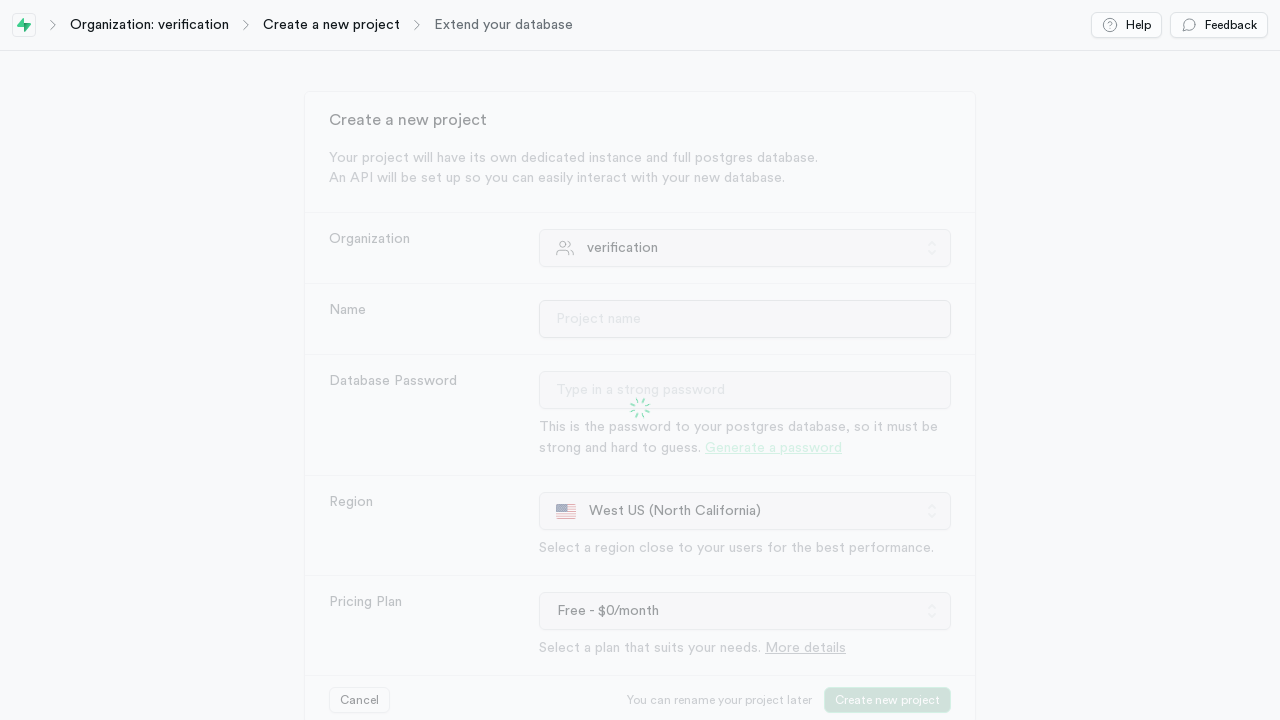 Organization: verification
Create a new project
Extend your database
Help
Feedback
Create a new project
Your project will have its own dedicated instance and full postgres database.
An API will be set up so you can easily interact with your new database.
Organization
verification
Name
Project name
Database Password
Type in a strong password
This is the password to your postgres database, so it must be
strong and hard to guess. Generate a password
Region
West US (North California)
Select a region close to your users for the best performance.
Pricing Plan
Free - $0/month
Select a plan that suits your needs. More details
Cancel
You can rename your project later
Create new project